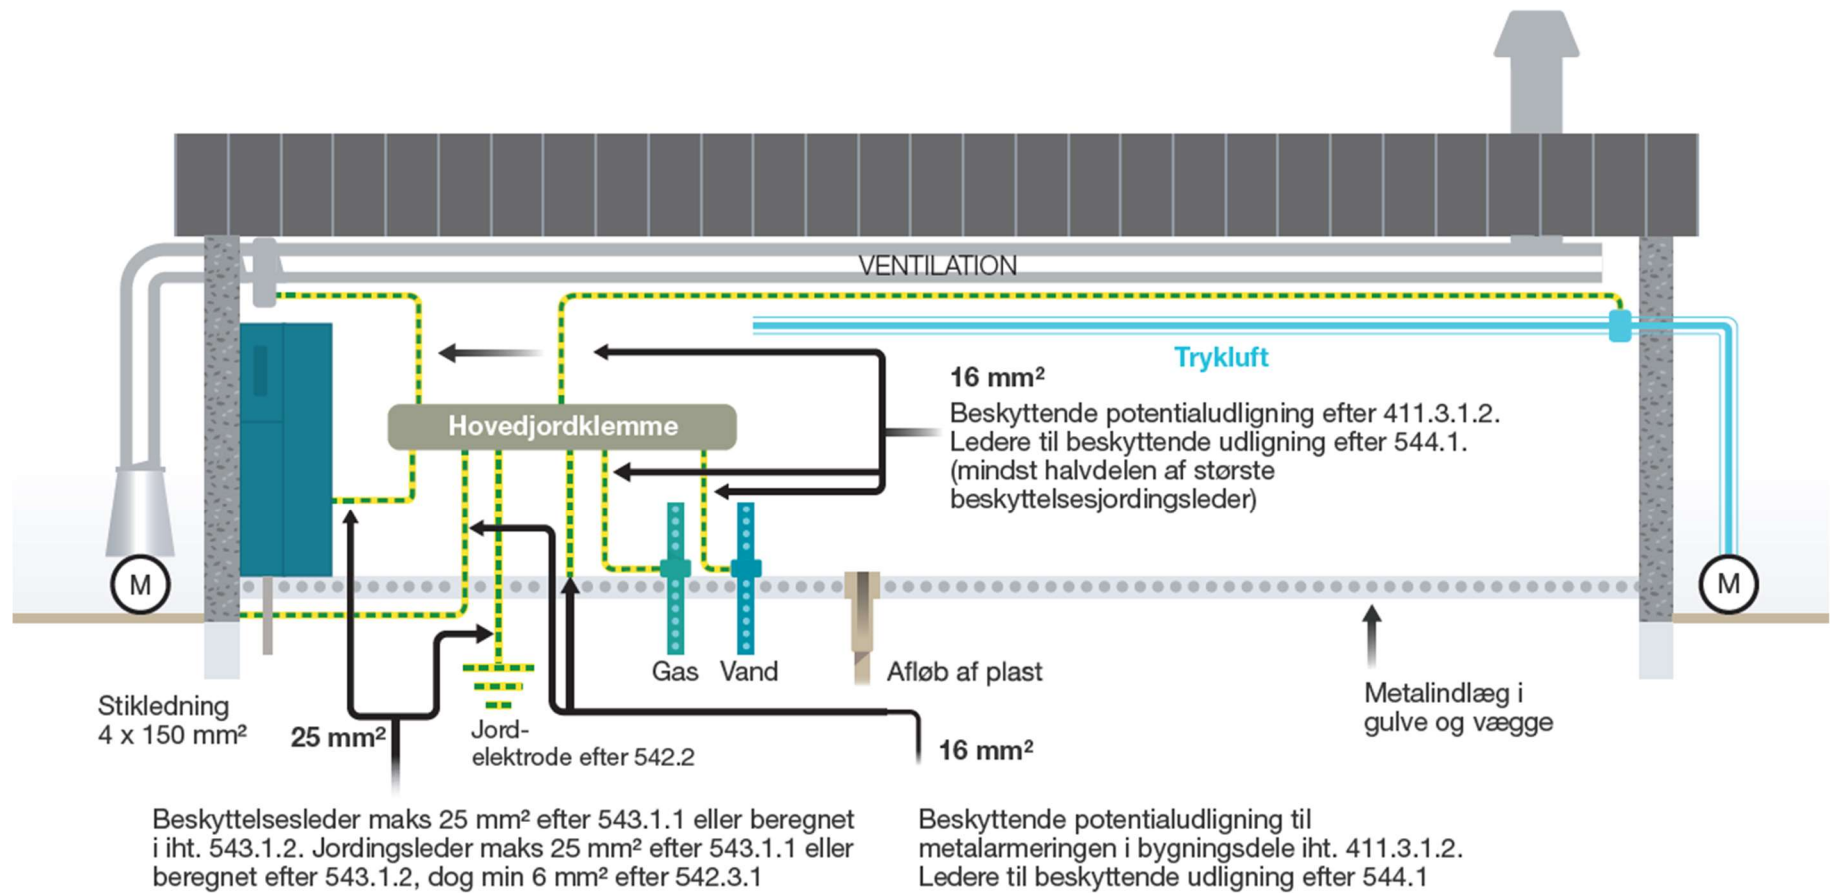 VENTILATION
Trykluft
16 mm²
Beskyttende potentialudligning efter 411.3.1.2.
Ledere til beskyttende udligning efter 544.1.
(mindst halvdelen af største
beskyttelsesjordingsleder)
Hovedjordklemme
M
M
Gas
Vand
Afløb af plast
Metalindlæg i
gulve og vægge
Stikledning
4 x 150 mm²
25 mm²
Jord-
elektrode efter 542.2
16 mm²
Beskyttelsesleder maks 25 mm² efter 543.1.1 eller beregnet
i iht. 543.1.2. Jordingsleder maks 25 mm² efter 543.1.1 eller
beregnet efter 543.1.2, dog min 6 mm² efter 542.3.1
Beskyttende potentialudligning til
metalarmeringen i bygningsdele iht. 411.3.1.2.
Ledere til beskyttende udligning efter 544.1